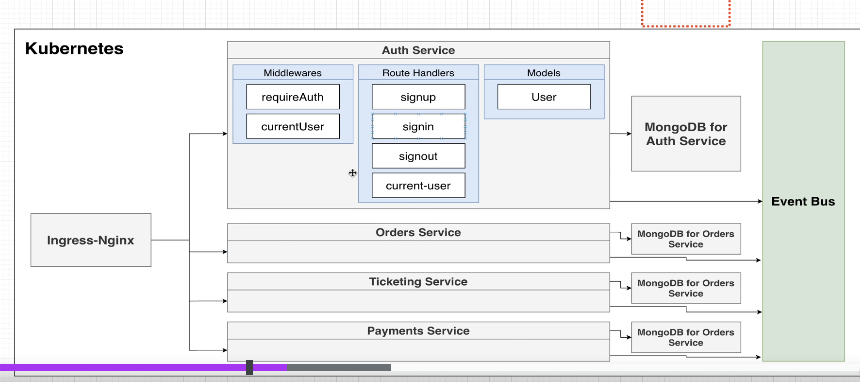 Kubernetes
Auth Service
Middlewares
requireAuth
currentUser
Route Handlers
signup
signin
signout
current-user
Models
User
MongoDB for
Auth Service
Event Bus
Ingress-Nginx
Orders Service
MongoDB for Orders
Service
Ticketing Service
MongoDB for Orders
Service
Payments Service
MongoDB for Orders
Service